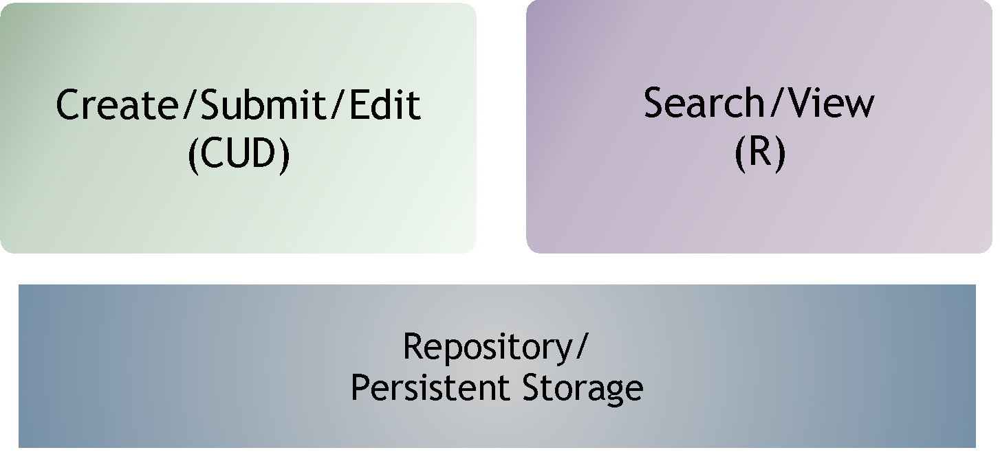 Create/Submit/Edit
(CUD)
Search/View
(R)
Repository/
Persistent Storage